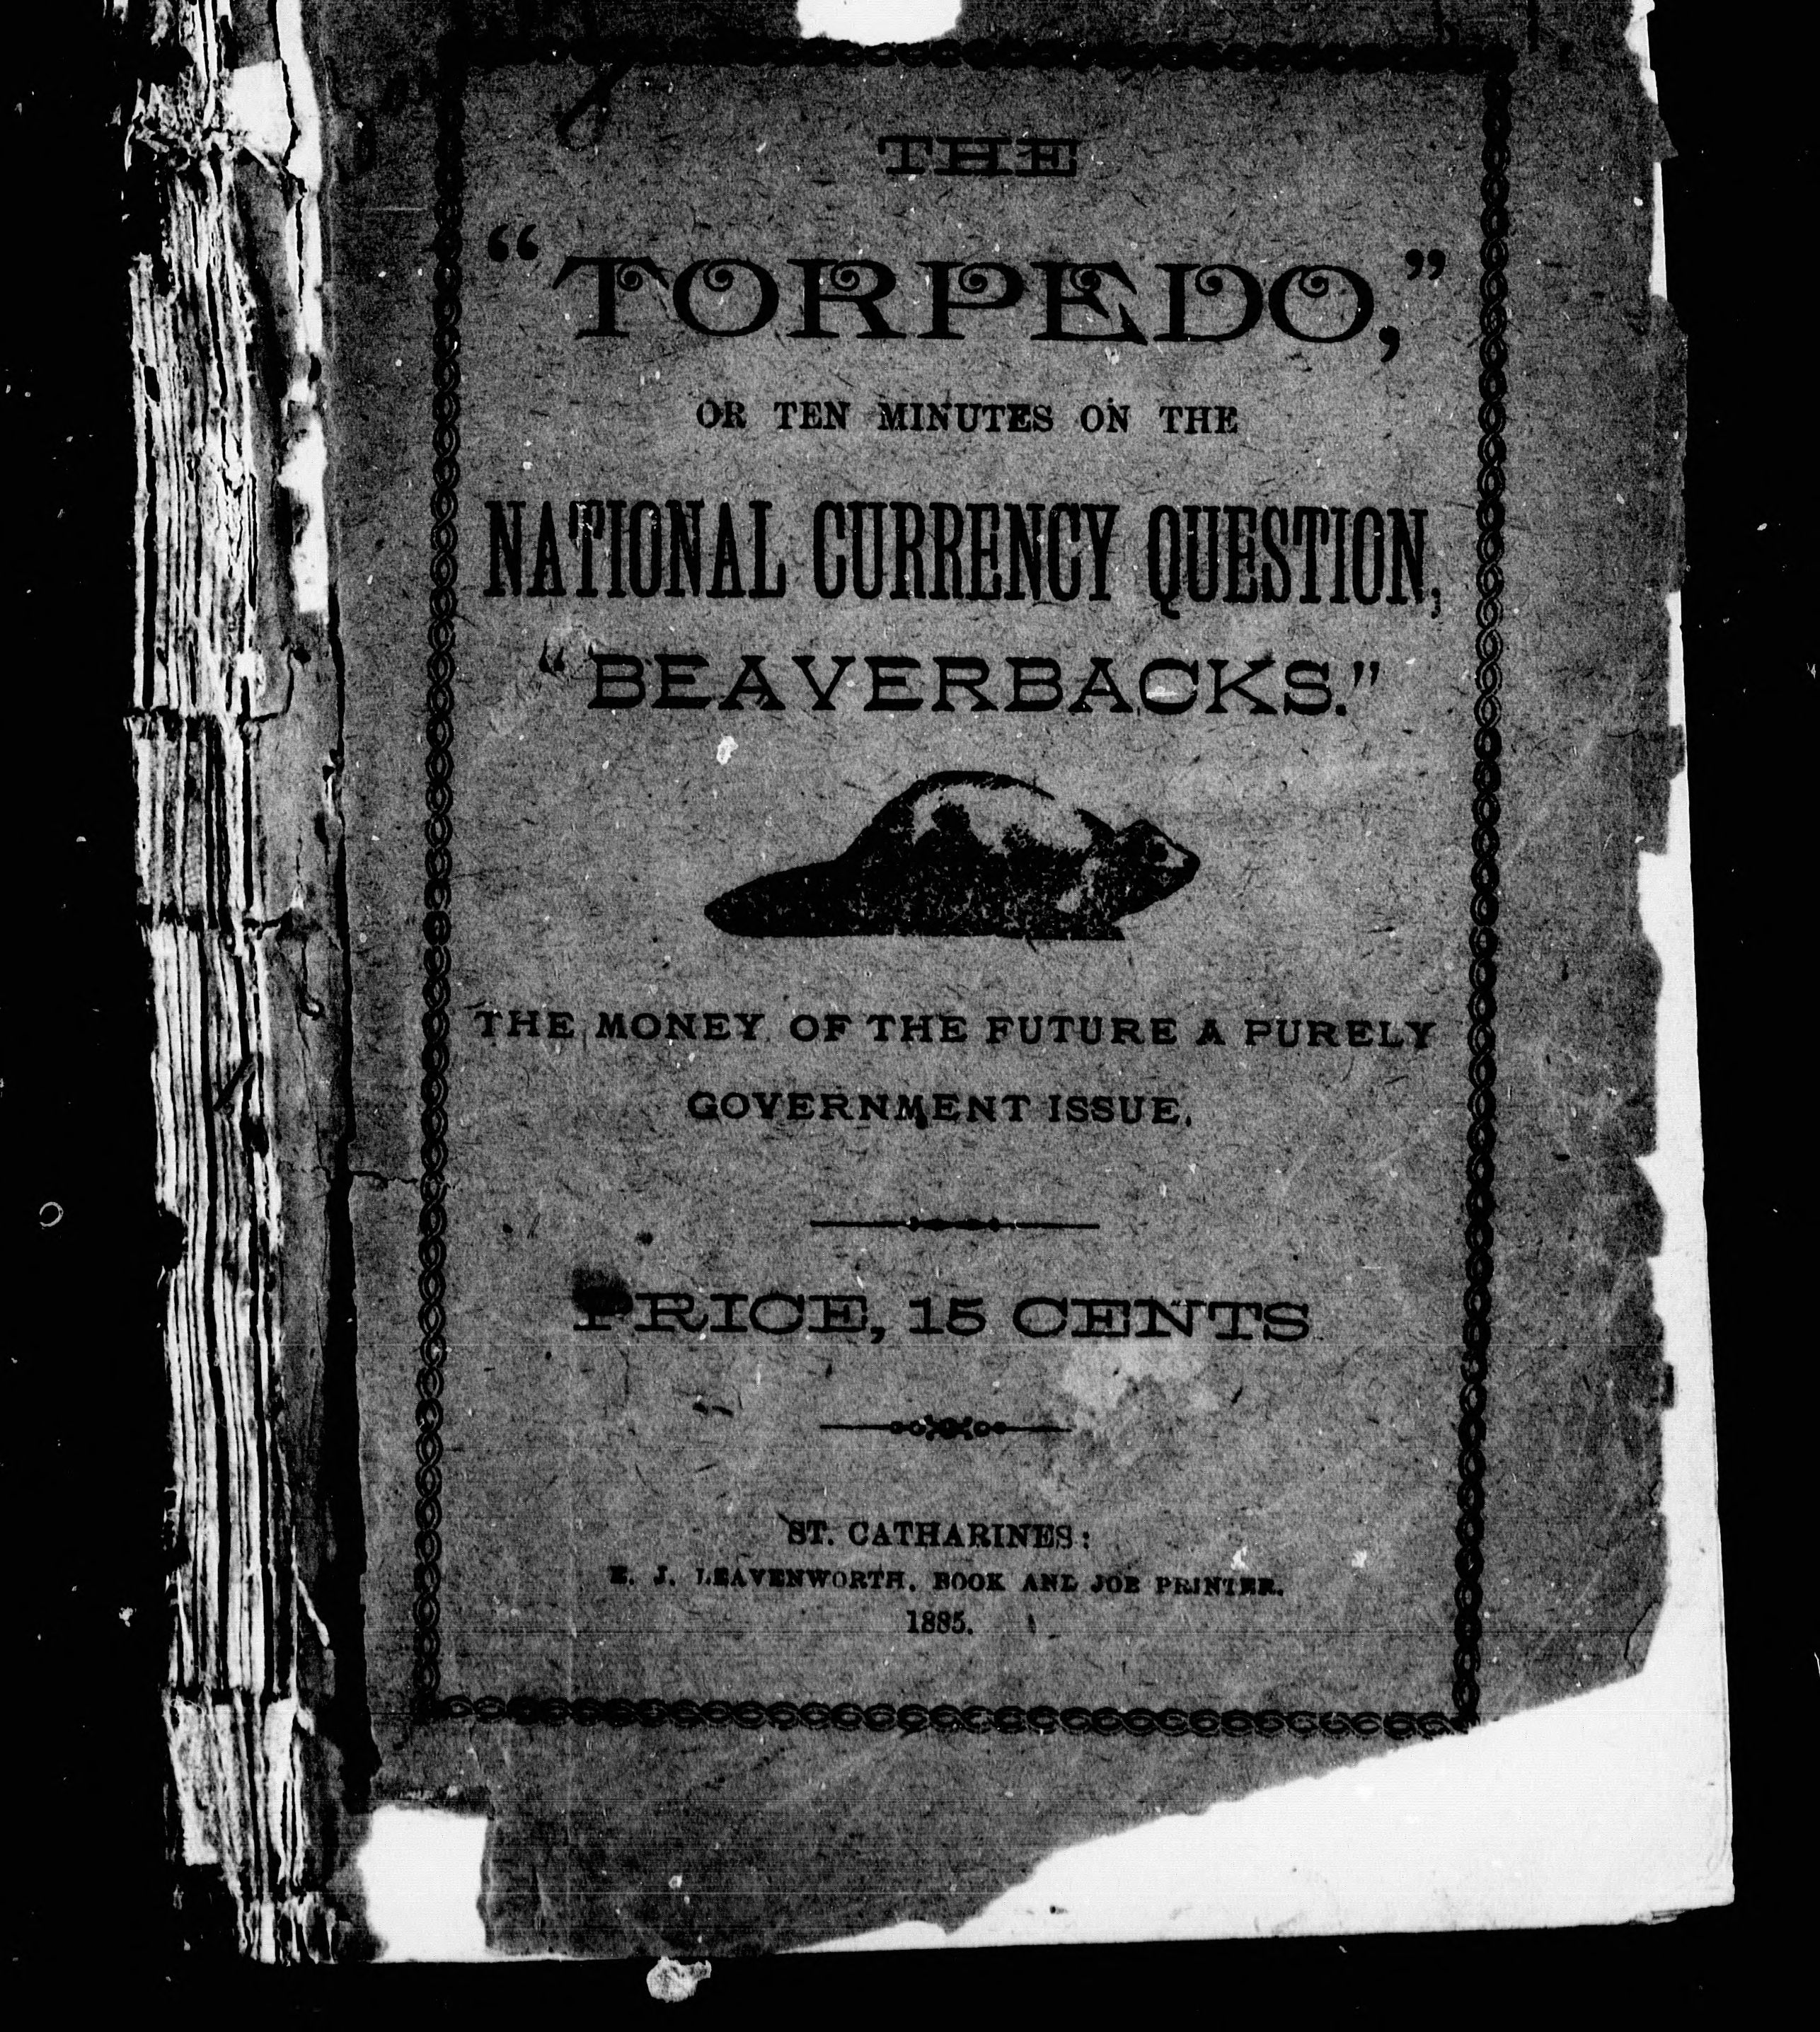 THE
“TORPEDO,”
OR TEN MINUTES ON THE
NATIONAL CURRENCY QUESTION,
“BEAVERBACKS.”
THE MONEY OF THE FUTURE A PURELY
GOVERNMENT ISSUE.
PRICE, 15 CENTS
ST. CATHARINES:
E. J. LEAVENWORTH, BOOK AND JOB PRINTER.
1885.